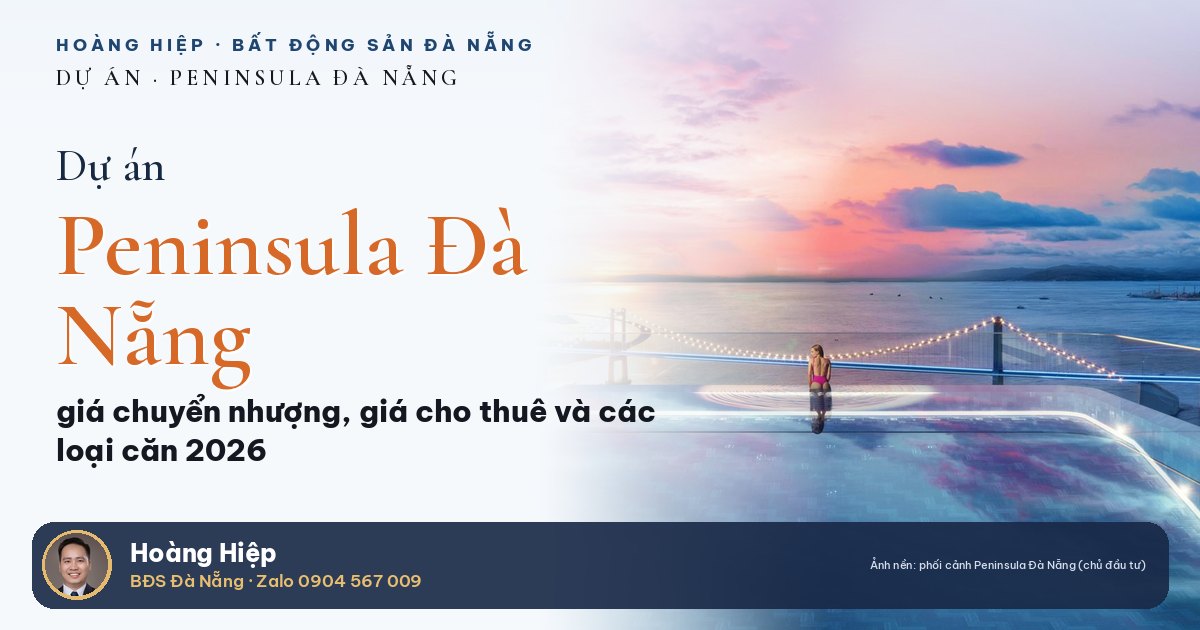 HOÀNG HIỆP · BẤT ĐỘNG SẢN ĐÀ NẴNG
DỰ ÁN · PENINSULA ĐÀ NẴNG
Dự án
Peninsula Đà
Nẵng
giá chuyển nhượng, giá cho thuê và các
loại căn 2026
Hoàng Hiệp
BĐS Đà Nẵng · Zalo 0904 567 009
Ảnh nền: phối cảnh Peninsula Đà Nẵng (chủ đầu tư)